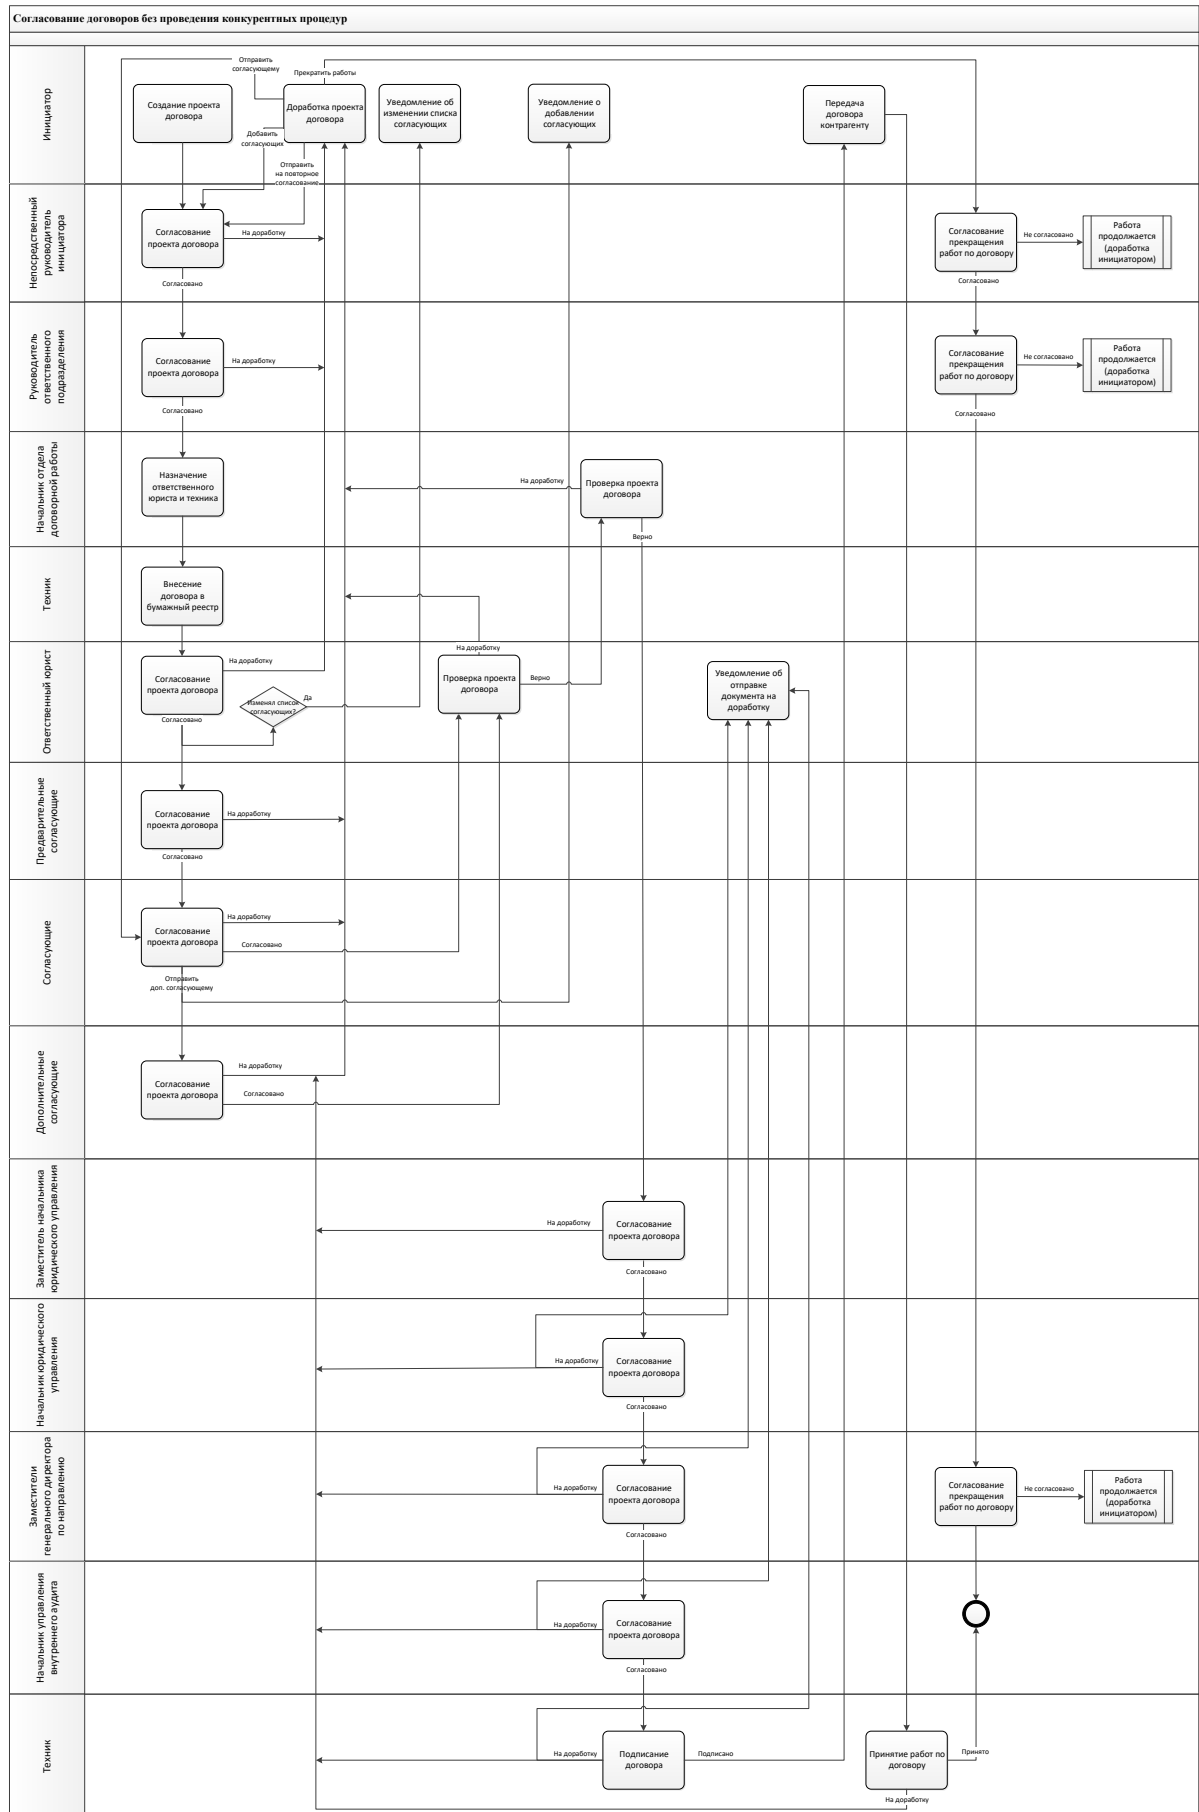 Согласование договоров без проведения конкурентных процедур
Инициатор
Отправить
согласующему
Прекратить работы
Создание проекта
договора
Доработка проекта
договора
Уведомление об
изменении списка
согласующих
Уведомление о
добавлении
согласующих
Передача
договора
контрагенту
Добавить
согласующих
Отправить
на повторное
согласование
Непосредственный
руководитель
инициатора
Согласование
проекта договора
На доработку
Согласовано
Согласование
прекращения
работ по договору
Не согласовано
Работа
продолжается
(доработка
инициатором)
Согласовано
Руководитель
ответственного
подразделения
Согласование
проекта договора
На доработку
Согласовано
Согласование
прекращения
работ по договору
Не согласовано
Работа
продолжается
(доработка
инициатором)
Согласовано
Начальник отдела
договорной работы
Назначение
ответственного
юриста и техника
На доработку
Проверка проекта
договора
Верно
Техник
Внесение
договора в
бумажный реестр
Ответственный юрист
Согласование
проекта договора
На доработку
Согласовано
Изменял список
согласующих?
Да
На доработку
Проверка проекта
договора
Верно
Уведомление об
отправке
документа на
доработку
Предварительные
согласующие
Согласование
проекта договора
На доработку
Согласовано
Согласующие
Согласование
проекта договора
На доработку
Согласовано
Отправить
доп. согласующему
Дополнительные
согласующие
Согласование
проекта договора
На доработку
Согласовано
Заместитель начальника
юридического управления
На доработку
Согласование
проекта договора
Согласовано
Начальник юридического
управления
На доработку
Согласование
проекта договора
Согласовано
Заместители
генерального директора
по направлению
На доработку
Согласование
проекта договора
Согласовано
Согласование
прекращения
работ по договору
Не согласовано
Работа
продолжается
(доработка
инициатором)
Начальник управления
внутреннего аудита
На доработку
Согласование
проекта договора
Согласовано
Техник
На доработку
Подписание
договора
Подписано
Принятие работ по
договору
Принято
На доработку